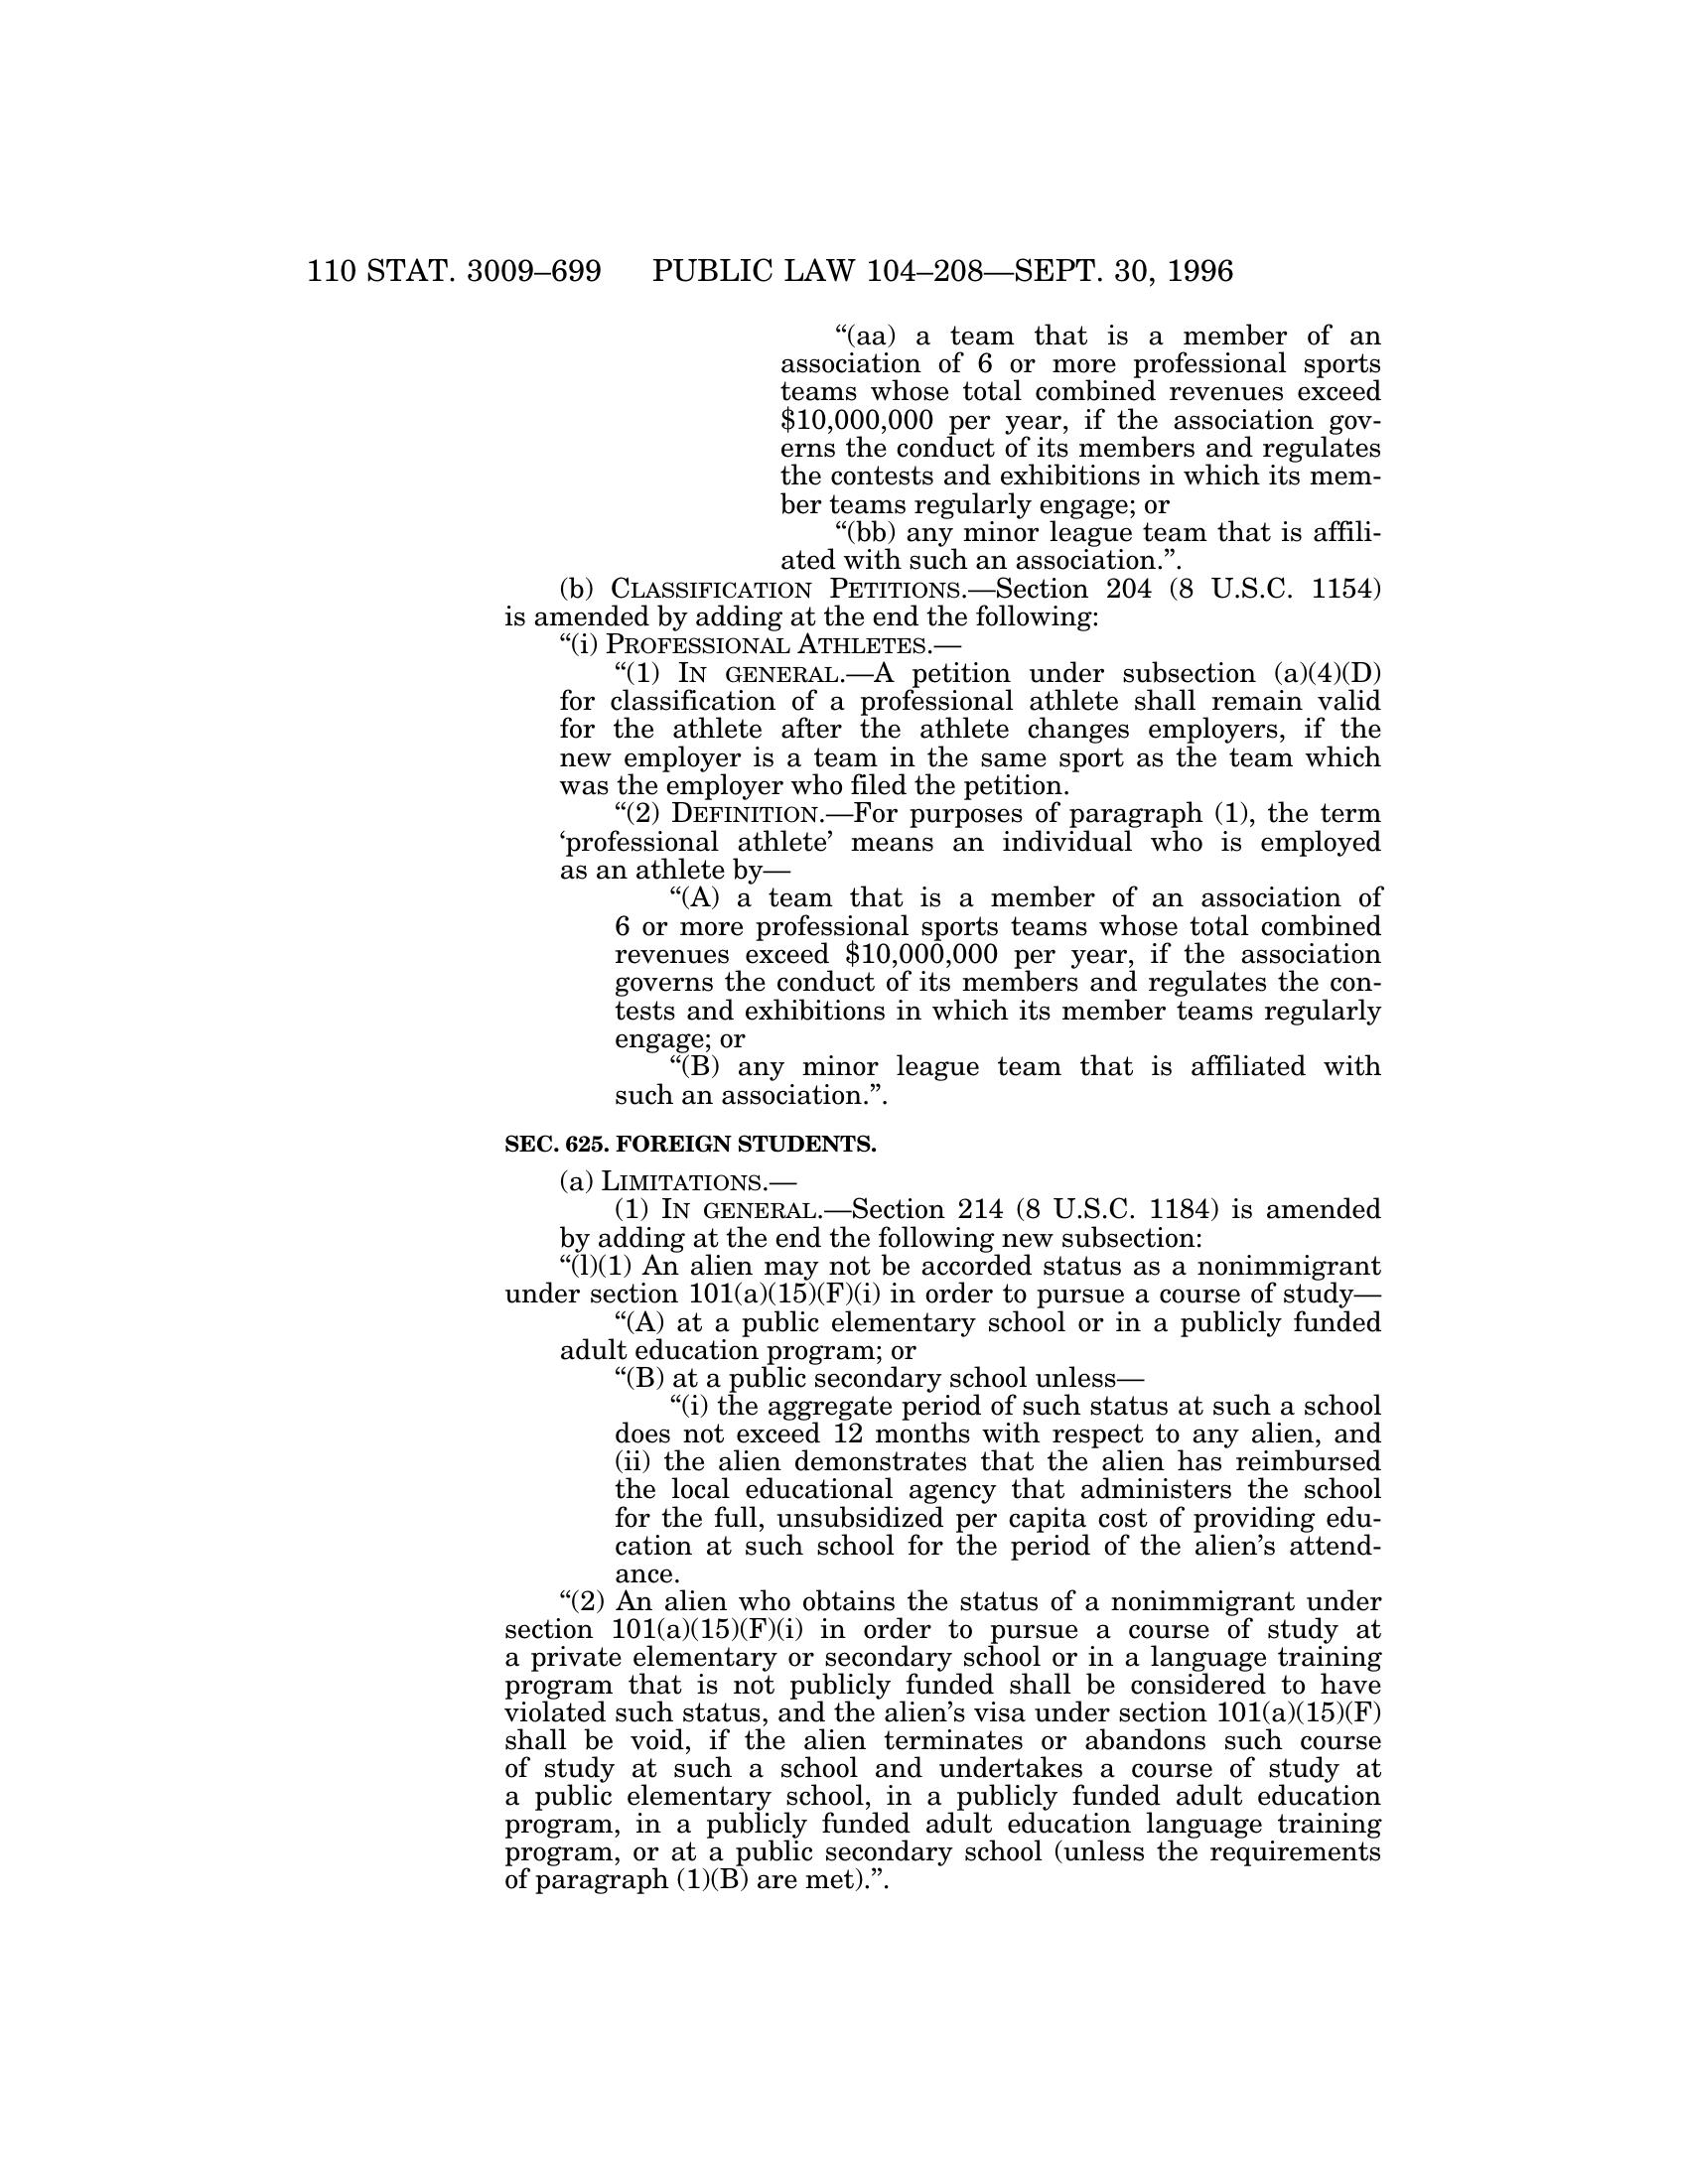 110 STAT. 3009–699 PUBLIC LAW 104–208—SEPT. 30, 1996
“(aa) a team that is a member of an
association of 6 or more professional sports
teams whose total combined revenues exceed
$10,000,000 per year, if the association gov-
erns the conduct of its members and regulates
the contests and exhibitions in which its mem-
ber teams regularly engage; or
“(bb) any minor league team that is affili-
ated with such an association.”.
(b) CLASSIFICATION PETITIONS.—Section 204 (8 U.S.C. 1154)
is amended by adding at the end the following:
“(i) PROFESSIONAL ATHLETES.—
“(1) IN GENERAL.—A petition under subsection (a)(4)(D)
for classification of a professional athlete shall remain valid
for the athlete after the athlete changes employers, if the
new employer is a team in the same sport as the team which
was the employer who filed the petition.
“(2) DEFINITION.—For purposes of paragraph (1), the term
‘professional athlete’ means an individual who is employed
as an athlete by—
“(A) a team that is a member of an association of
6 or more professional sports teams whose total combined
revenues exceed $10,000,000 per year, if the association
governs the conduct of its members and regulates the con-
tests and exhibitions in which its member teams regularly
engage; or
“(B) any minor league team that is affiliated with
such an association.”.
SEC. 625. FOREIGN STUDENTS.
(a) LIMITATIONS.—
(1) IN GENERAL.—Section 214 (8 U.S.C. 1184) is amended
by adding at the end the following new subsection:
“(l)(1) An alien may not be accorded status as a nonimmigrant
under section 101(a)(15)(F)(i) in order to pursue a course of study—
“(A) at a public elementary school or in a publicly funded
adult education program; or
“(B) at a public secondary school unless—
“(i) the aggregate period of such status at such a school
does not exceed 12 months with respect to any alien, and
(ii) the alien demonstrates that the alien has reimbursed
the local educational agency that administers the school
for the full, unsubsidized per capita cost of providing edu-
cation at such school for the period of the alien’s attend-
ance.
“(2) An alien who obtains the status of a nonimmigrant under
section 101(a)(15)(F)(i) in order to pursue a course of study at
a private elementary or secondary school or in a language training
program that is not publicly funded shall be considered to have
violated such status, and the alien’s visa under section 101(a)(15)(F)
shall be void, if the alien terminates or abandons such course
of study at such a school and undertakes a course of study at
a public elementary school, in a publicly funded adult education
program, in a publicly funded adult education language training
program, or at a public secondary school (unless the requirements
of paragraph (1)(B) are met).”.